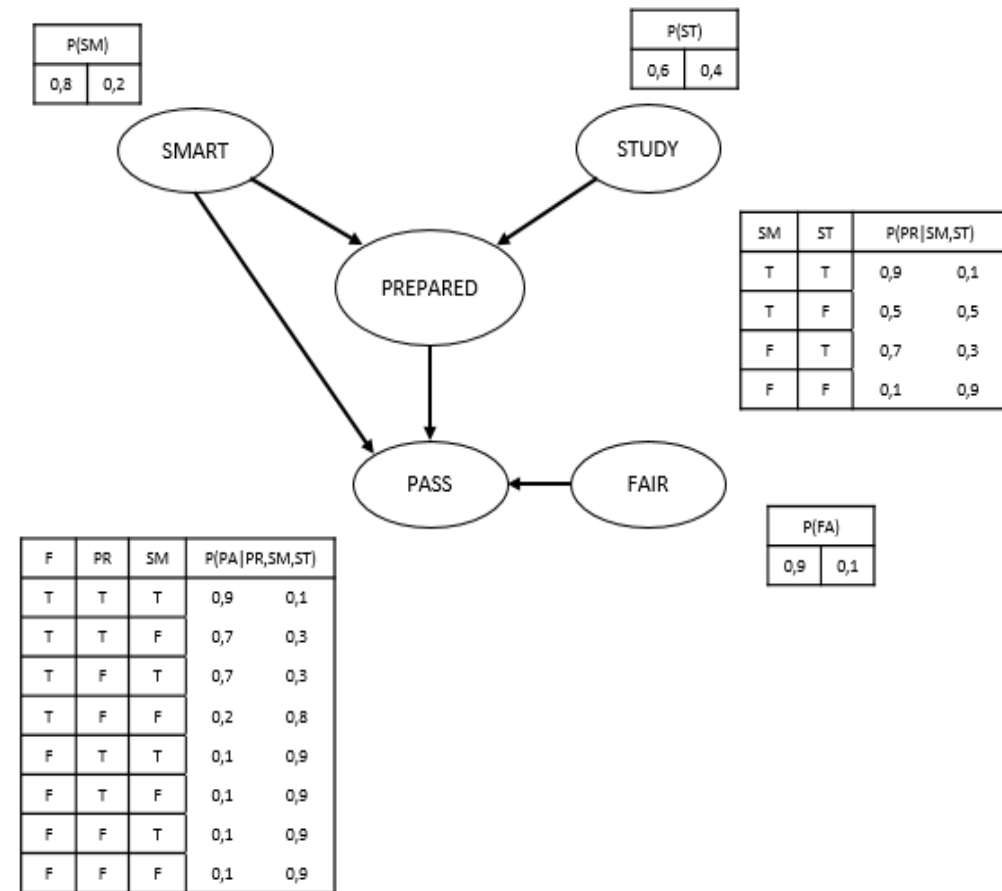 P(SM)
0,8 0,2
P(ST)
0,6 0,4
SMART
STUDY
SM ST P(PR|SM,ST)
T T 0,9 0,1
T F 0,5 0,5
F T 0,7 0,3
F F 0,1 0,9
PREPARED
PASS
FAIR
P(FA)
0,9 0,1
F PR SM P(PA|PR,SM,ST)
T T T 0,9 0,1
T T F 0,7 0,3
T F T 0,7 0,3
T F F 0,2 0,8
F T T 0,1 0,9
F T F 0,1 0,9
F F T 0,1 0,9
F F F 0,1 0,9